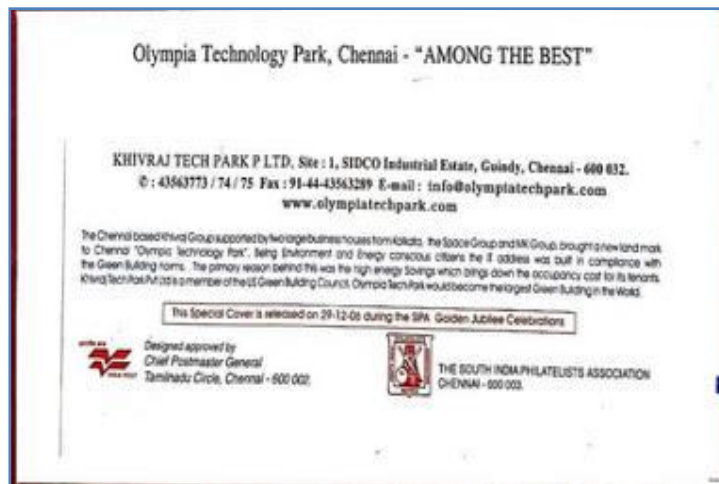 Olympia Technology Park, Chennai - “AMONG THE BEST”
KHIVRAJ TECH PARK P LTD, Site : 1, SIDCO Industrial Estate, Guindy, Chennai - 600 032.
✆ : 43563773 / 74 / 75 Fax : 91-44-43563289 E-mail : info@olympiatechpark.com
www.olympiatechpark.com
The Chennai based Khivraj Group supported by two large business houses from Kolkata, the Space Group and MK Group, brought a new land mark
to Chennai "Olympia Technology Park". Being Environment and Energy conscious citizens the IT address was built in compliance with
the Green Building norms. The primary reason behind this was the high energy Savings which brings down the occupancy cost for its tenants.
Khivraj Tech Park Pvt Ltd is a member of the US Green Building Council. Olympia Tech Park would become the largest Green Building in the World.
This Special Cover is released on 29-12-06 during the SIPA Golden Jubilee Celebrations
Designed approved by
Chief Postmaster General
Tamilnadu Circle, Chennai - 600 002.
THE SOUTH INDIA PHILATELISTS ASSOCIATION
CHENNAI - 600 003.